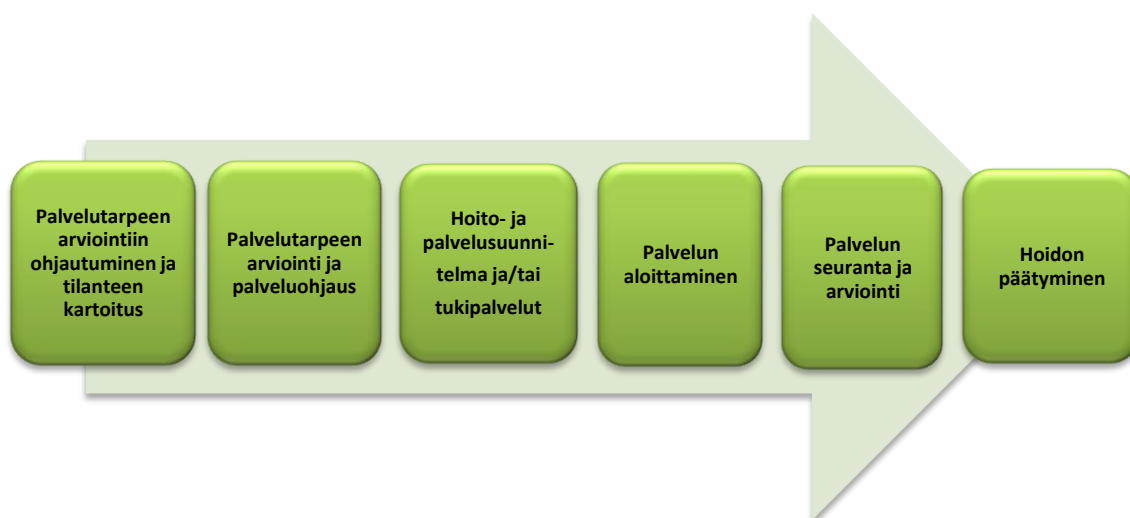 Palvelutarpeen
arviointiin
ohjautuminen ja
tilanteen
kartoitus
Palvelutarpeen
arviointi ja
palveluohjaus
Hoito- ja
palvelusuunni-
telma ja/tai
tukipalvelut
Palvelun
aloittaminen
Palvelun
seuranta ja
arviointi
Hoidon
päätyminen